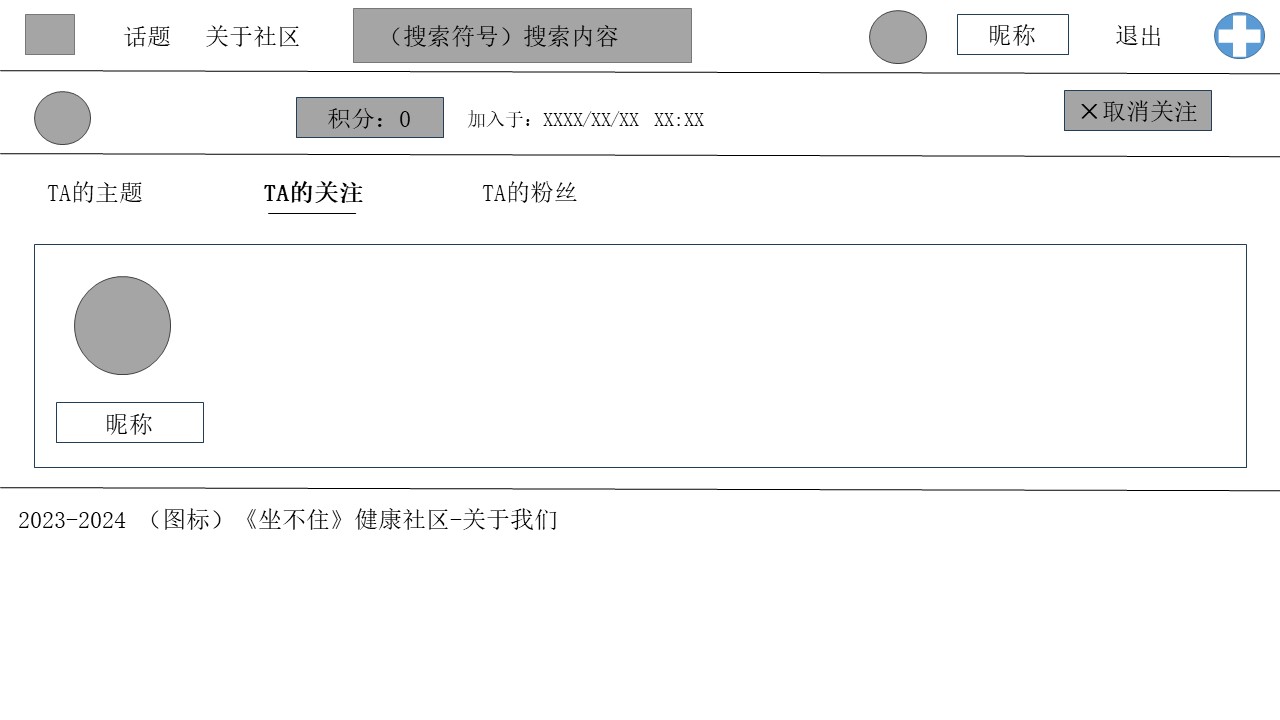 话题 关于社区 （搜索符号）搜索内容 昵称 退出
积分：0 加入于：XXXX/XX/XX XX:XX ×取消关注
TA的主题 TA的关注 TA的粉丝
昵称
2023-2024 （图标）《坐不住》健康社区-关于我们